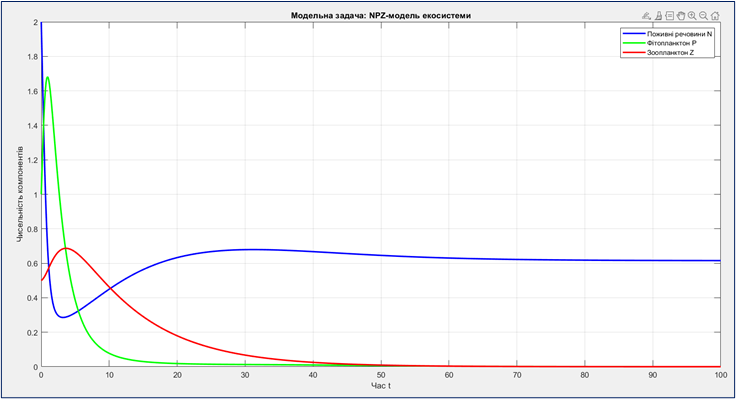 Модельна задача: NPZ-модель екосистеми
Поживні речовини N
Фітопланктон P
Зоопланктон Z
Чисельність компонентів
2
1.8
1.6
1.4
1.2
1
0.8
0.6
0.4
0.2
0
0 10 20 30 40 50 60 70 80 90 100
Час t